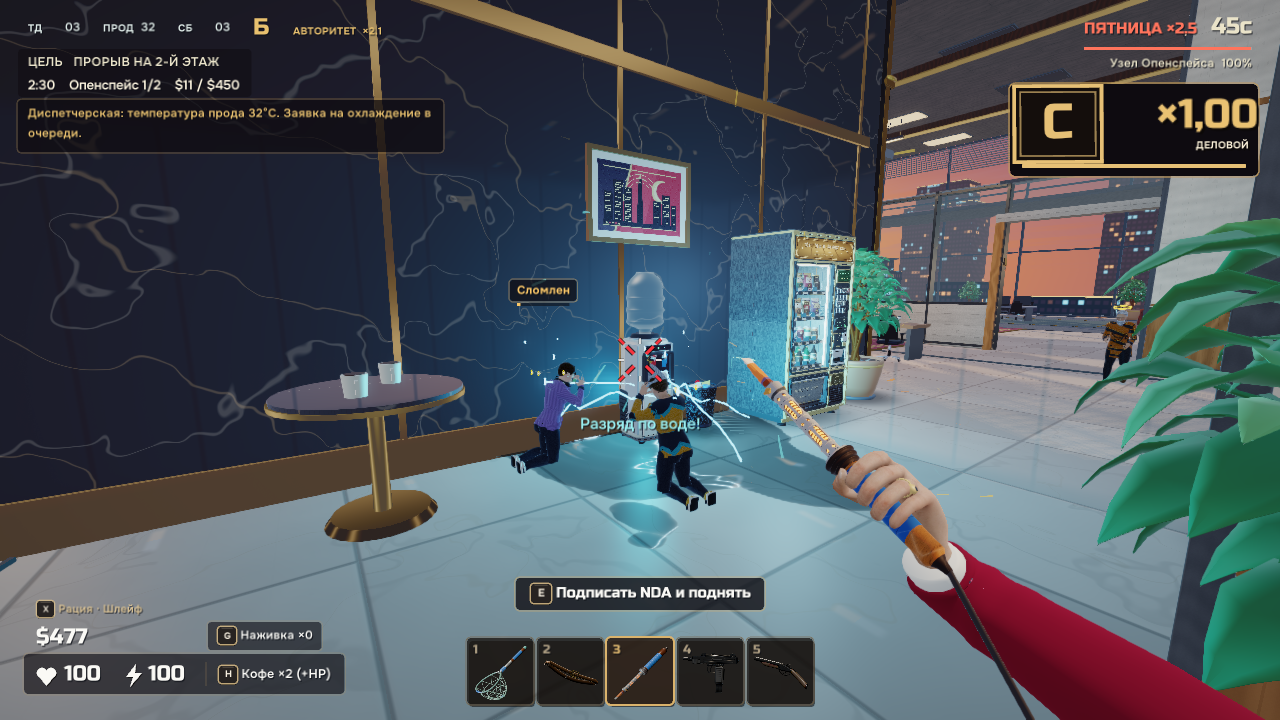 ТД 03 ПРОД 32 СБ 03 Б АВТОРИТЕТ ×2,1
ЦЕЛЬ ПРОРЫВ НА 2-Й ЭТАЖ
2:30 Опенспейс 1/2 $11 / $450
Диспетчерская: температура прода 32°C. Заявка на охлаждение в
очереди.
ПЯТНИЦА ×2,5 45с
Узел Опенспейса 100%
С ×1,00
ДЕЛОВОЙ
Сломлен
Разряд по воде!
E Подписать NDA и поднять
X Рация · Шлейф
$477
G Наживка ×0
100 100 H Кофе ×2 (+HP)
1 2 3 4 5